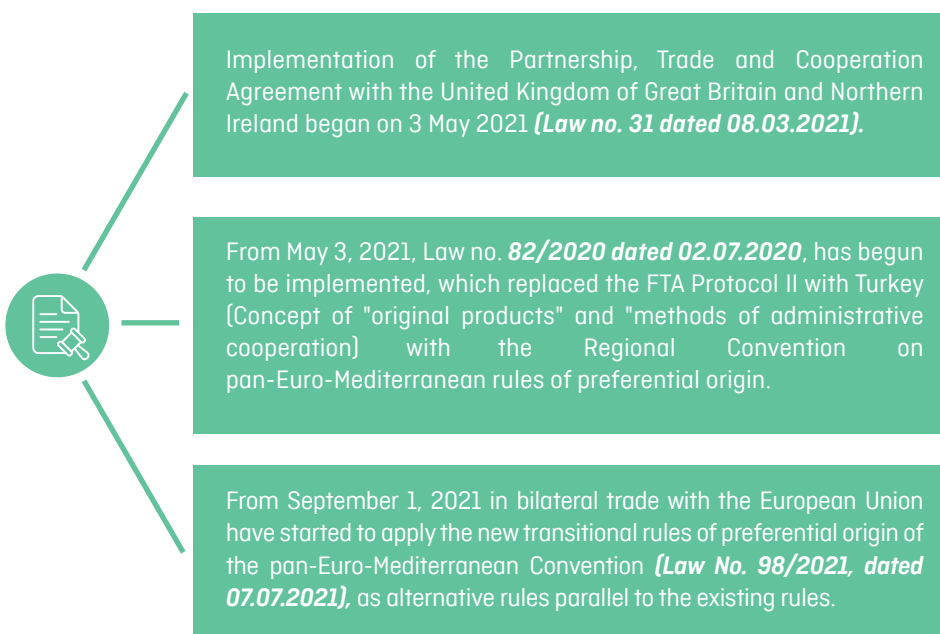 Implementation of the Partnership, Trade and Cooperation
Agreement with the United Kingdom of Great Britain and Northern
Ireland began on 3 May 2021 (Law no. 31 dated 08.03.2021).
From May 3, 2021, Law no. 82/2020 dated 02.07.2020, has begun
to be implemented, which replaced the FTA Protocol II with Turkey
(Concept of "original products" and "methods of administrative
cooperation) with the Regional Convention on
pan-Euro-Mediterranean rules of preferential origin.
From September 1, 2021 in bilateral trade with the European Union
have started to apply the new transitional rules of preferential origin of
the pan-Euro-Mediterranean Convention (Law No. 98/2021, dated
07.07.2021), as alternative rules parallel to the existing rules.